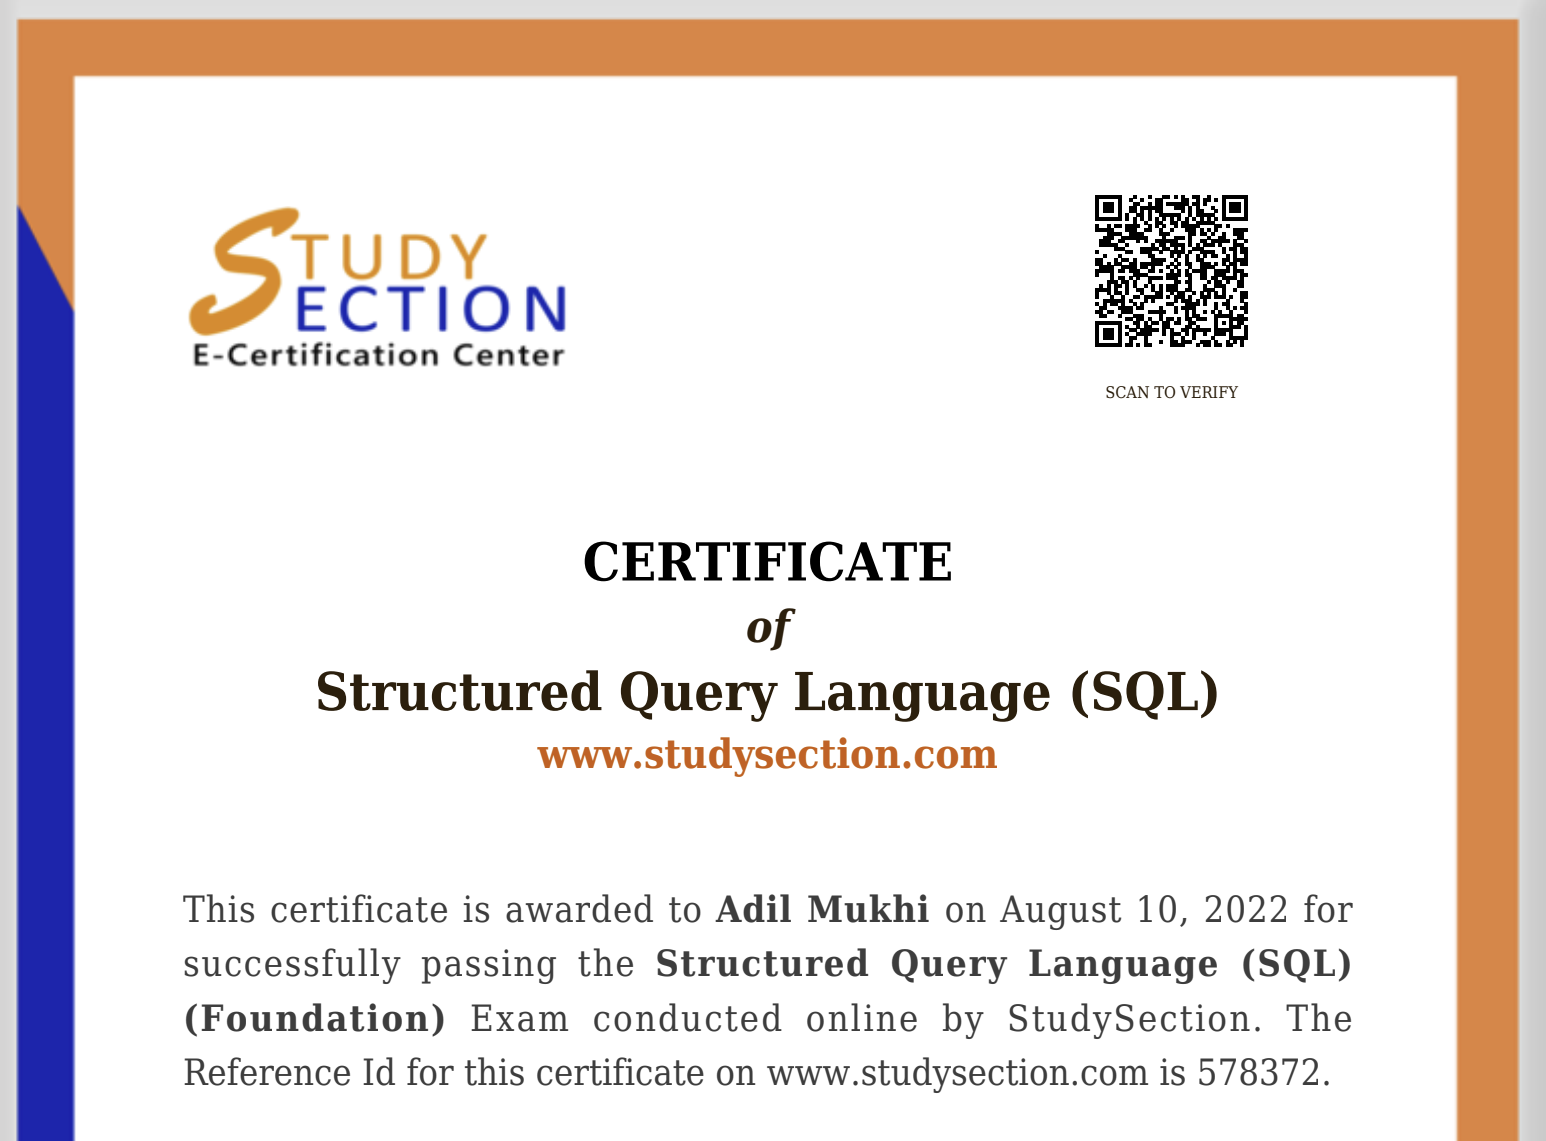 STUDY
SECTION
E-Certification Center
SCAN TO VERIFY
CERTIFICATE
of
Structured Query Language (SQL)
www.studysection.com
This certificate is awarded to Adil Mukhi on August 10, 2022 for
successfully passing the Structured Query Language (SQL)
(Foundation) Exam conducted online by StudySection. The
Reference Id for this certificate on www.studysection.com is 578372.